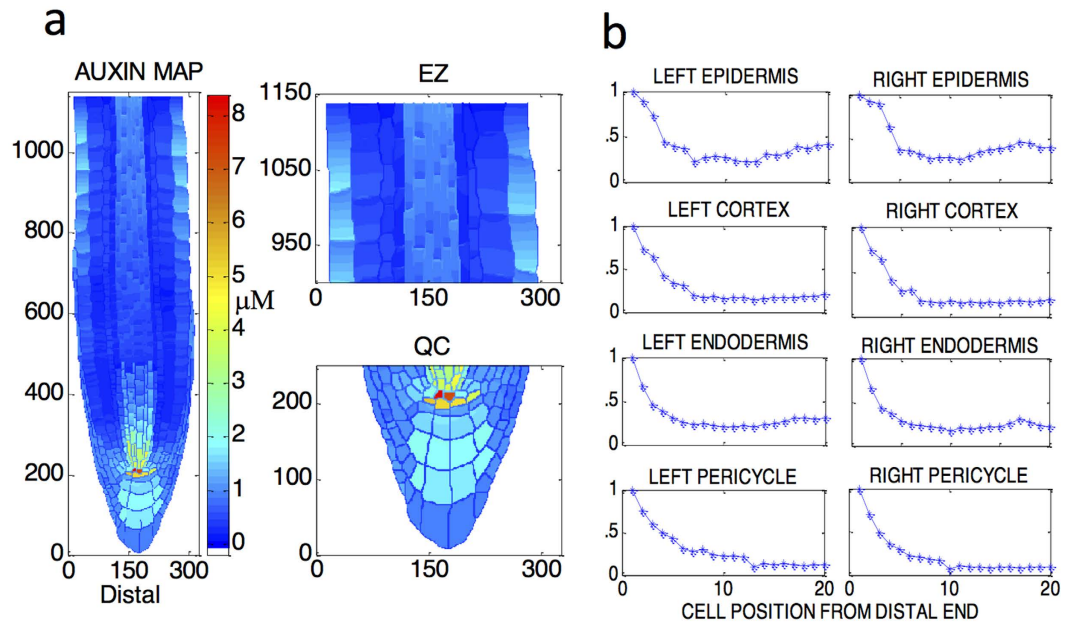 a
AUXIN MAP
1000
800
600
400
200
0
0 150 300
Distal
8
7
6
5
4
3
2
1
0
µM
EZ
1150
1050
950
0 150 300
QC
200
100
0
0 150 300
b
LEFT EPIDERMIS
1
.5
0
RIGHT EPIDERMIS
LEFT CORTEX
1
.5
0
RIGHT CORTEX
LEFT ENDODERMIS
1
.5
0
RIGHT ENDODERMIS
LEFT PERICYCLE
1
.5
0
0 10 20
RIGHT PERICYCLE
0 10 20
CELL POSITION FROM DISTAL END